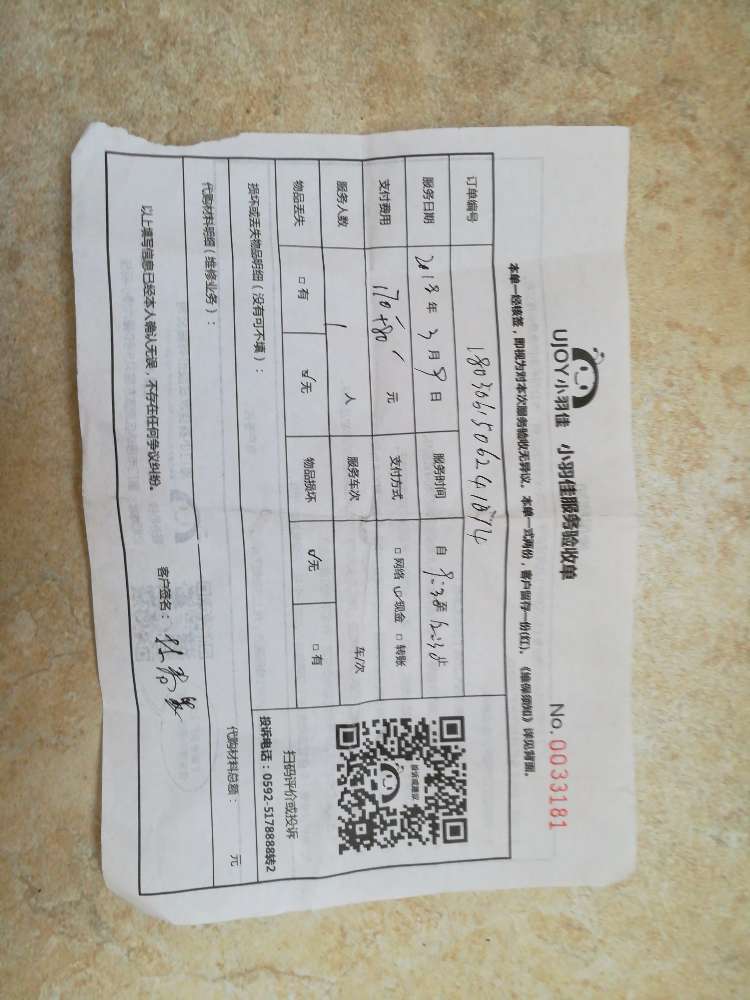 UJOY小羽佳 小羽佳服务验收单 No.0033181
本单一经核签，即视为对本次服务验收无异议。本单一式两份，客户留存一份(红)。《维保须知》详见背面。
订单编号 18030615062418174
服务日期 2018年3月9日 服务时间 自 至
支付费用 170+80 元 支付方式 □网络 ☑现金 □转账
服务人数 1 人 服务车次 车/次
物品丢失 □有 ☑无 物品损坏 ☑无 □有
损坏或丢失物品明细（没有可不填）：
代购材料明细（维修业务）： 代购材料总额： 元
以上填写信息已经本人确认无误，不存在任何争议纠纷。 客户签名：
投诉或建议
扫码评价或投诉
投诉电话：0592-5178888转2